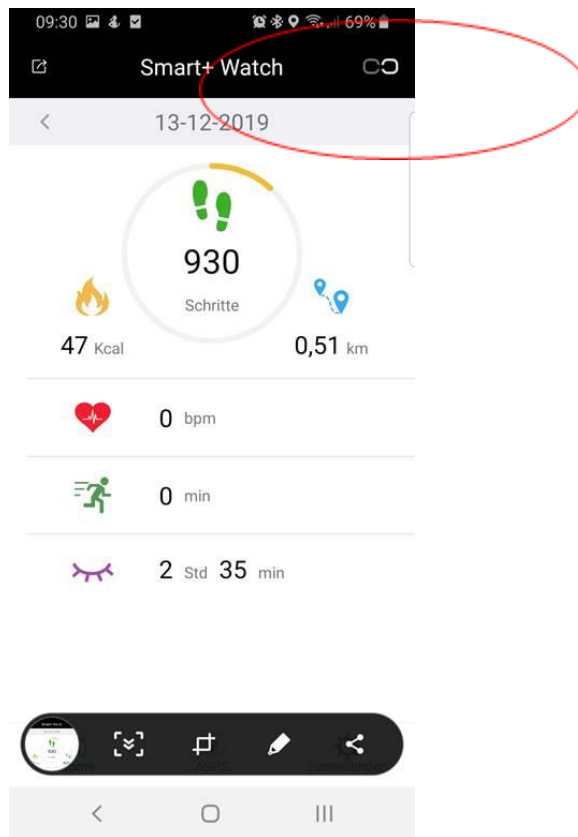 09:30 69%
Smart+ Watch
13-12-2019
930
Schritte
47 Kcal 0,51 km
0 bpm
0 min
2 Std 35 min